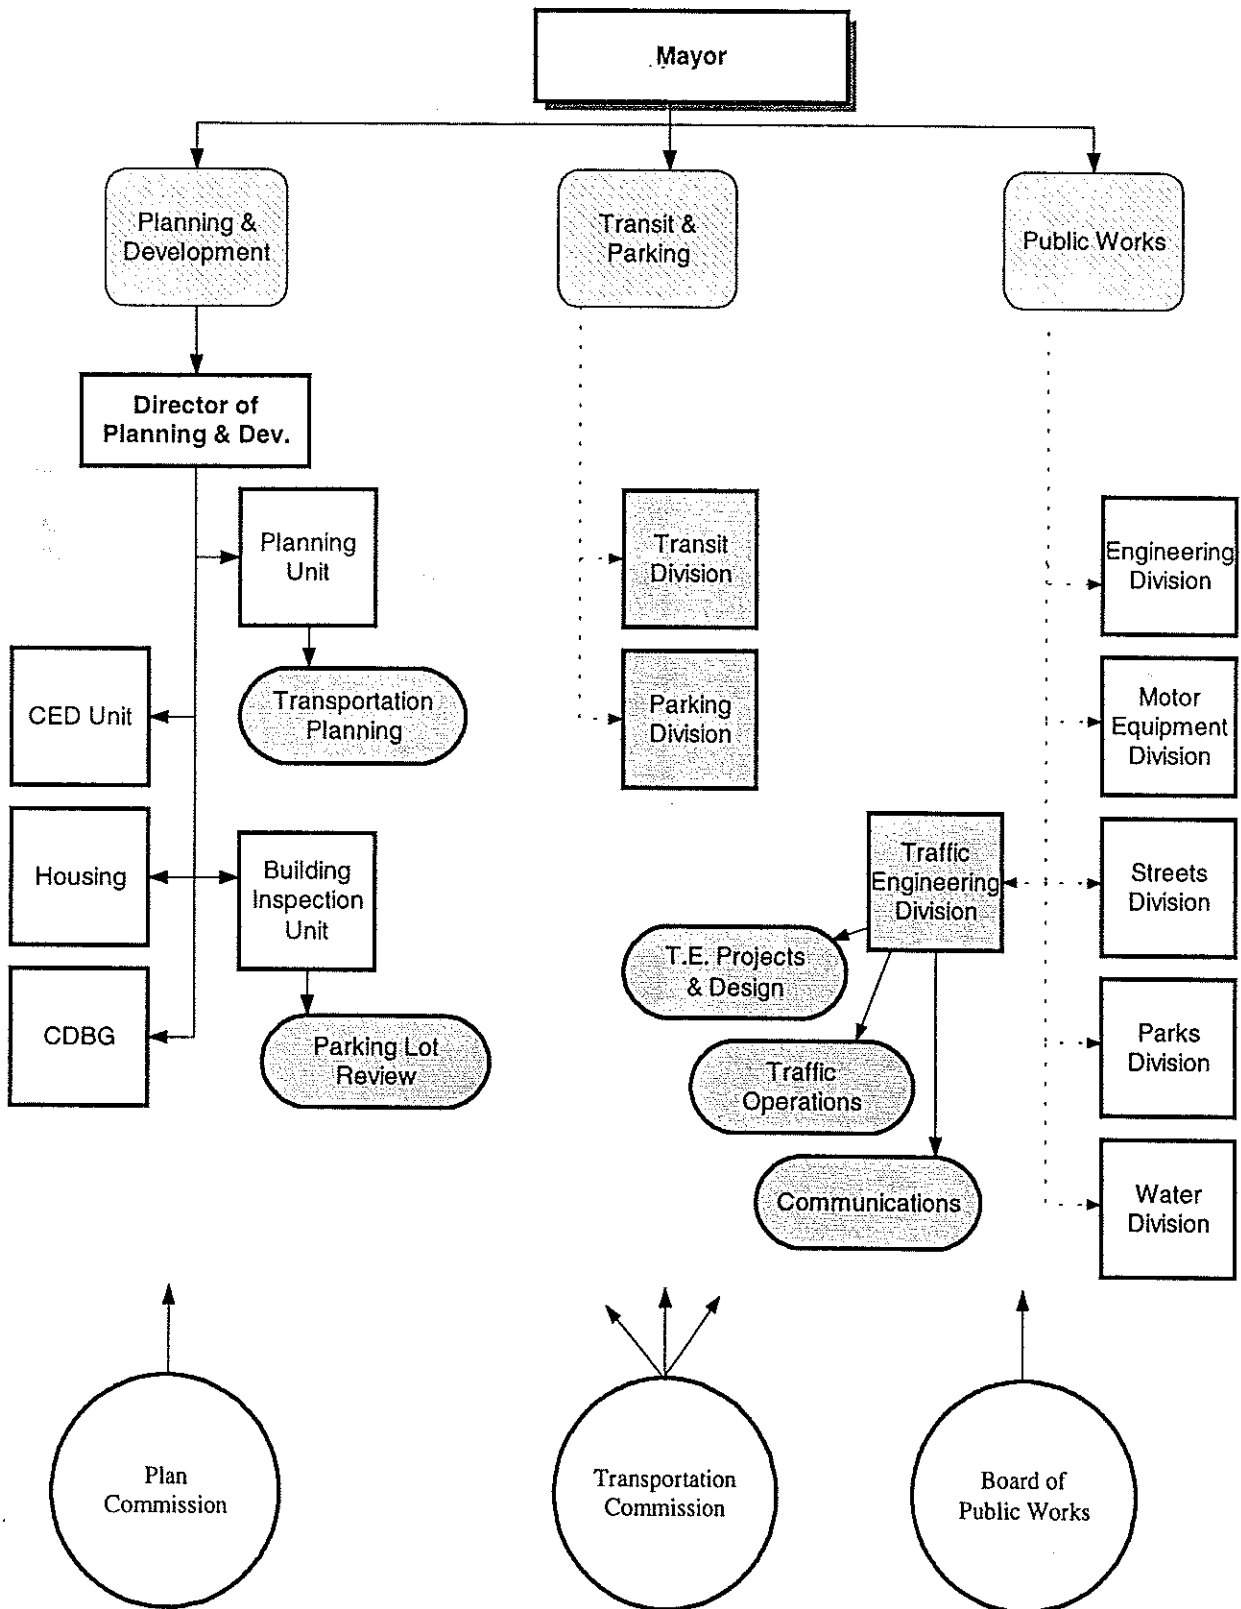 Mayor
Planning &
Development
Transit &
Parking
Public Works
Director of
Planning & Dev.
Planning
Unit
Transit
Division
Engineering
Division
CED Unit
Transportation
Planning
Parking
Division
Motor
Equipment
Division
Housing
Building
Inspection
Unit
Traffic
Engineering
Division
Streets
Division
T.E. Projects
& Design
CDBG
Parking Lot
Review
Traffic
Operations
Parks
Division
Communications
Water
Division
Plan
Commission
Transportation
Commission
Board of
Public Works